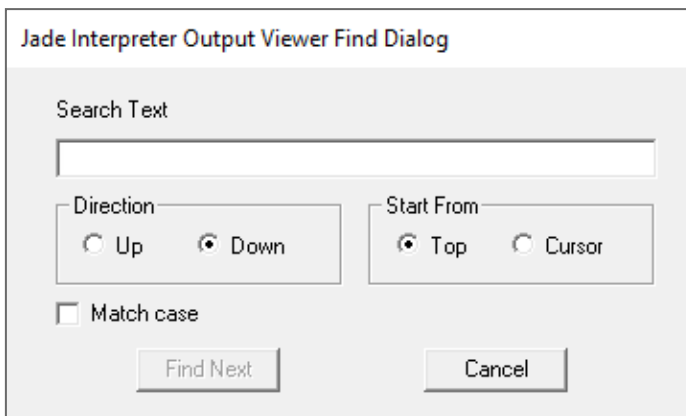 Jade Interpreter Output Viewer Find Dialog
Search Text
Direction Start From
Up Down Top Cursor
Match case
Find Next Cancel